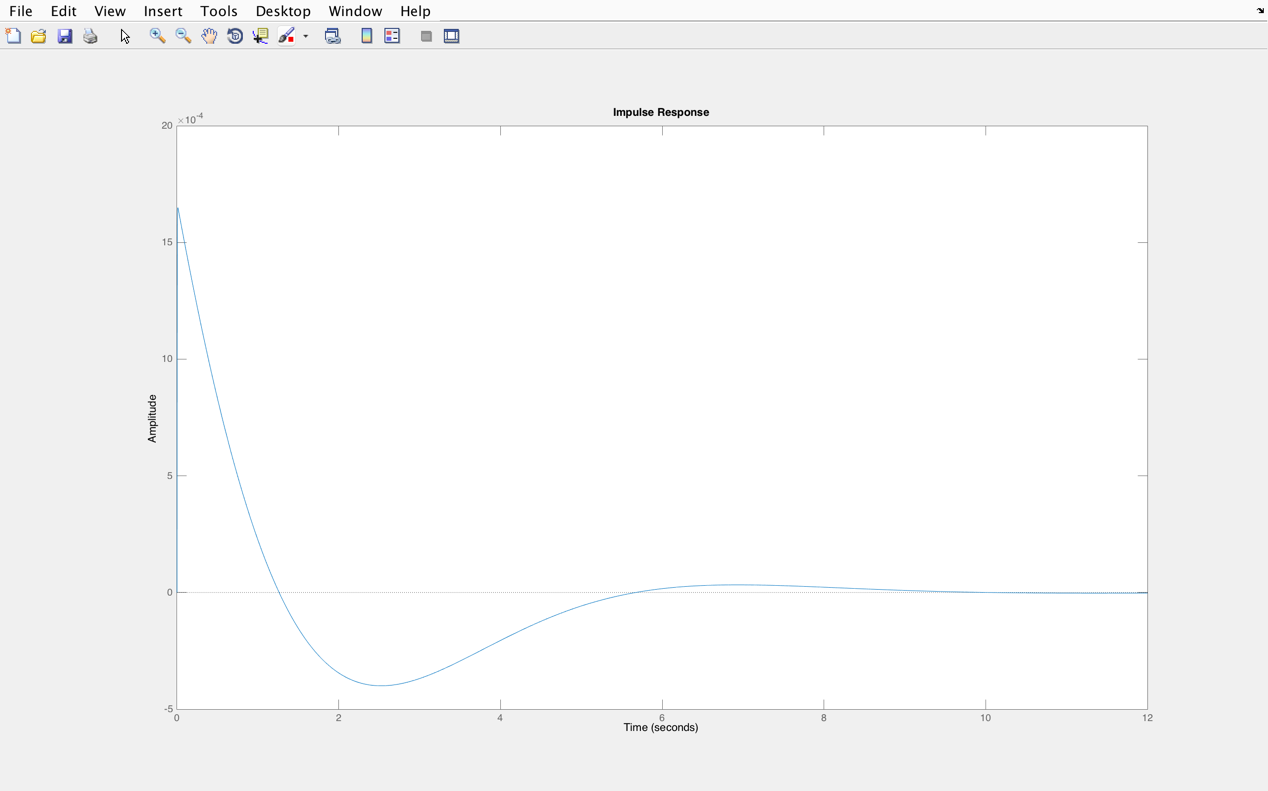 File Edit View Insert Tools Desktop Window Help
Impulse Response
×10-4
20
15
10
5
0
-5
Amplitude
0 2 4 6 8 10 12
Time (seconds)